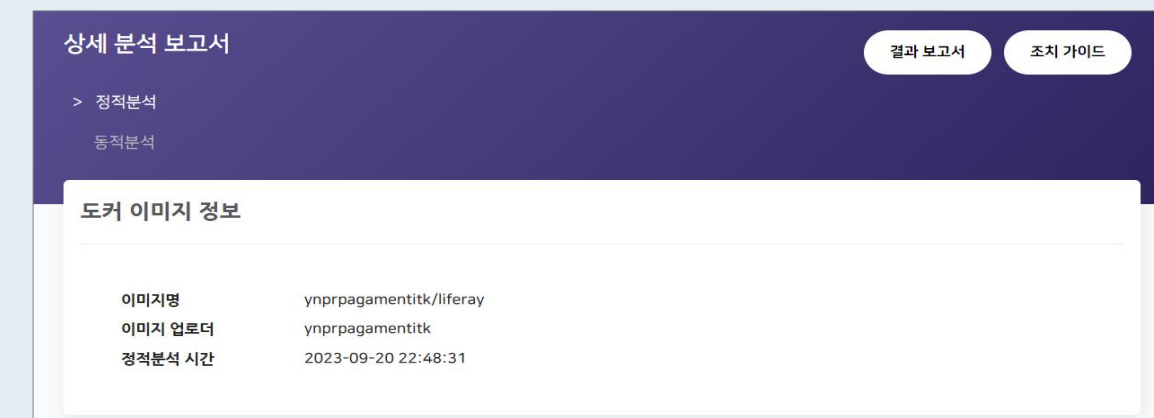 상세 분석 보고서
결과 보고서 조치 가이드
> 정적분석
동적분석
도커 이미지 정보
이미지명 ynprpagamentitk/liferay
이미지 업로더 ynprpagamentitk
정적분석 시간 2023-09-20 22:48:31